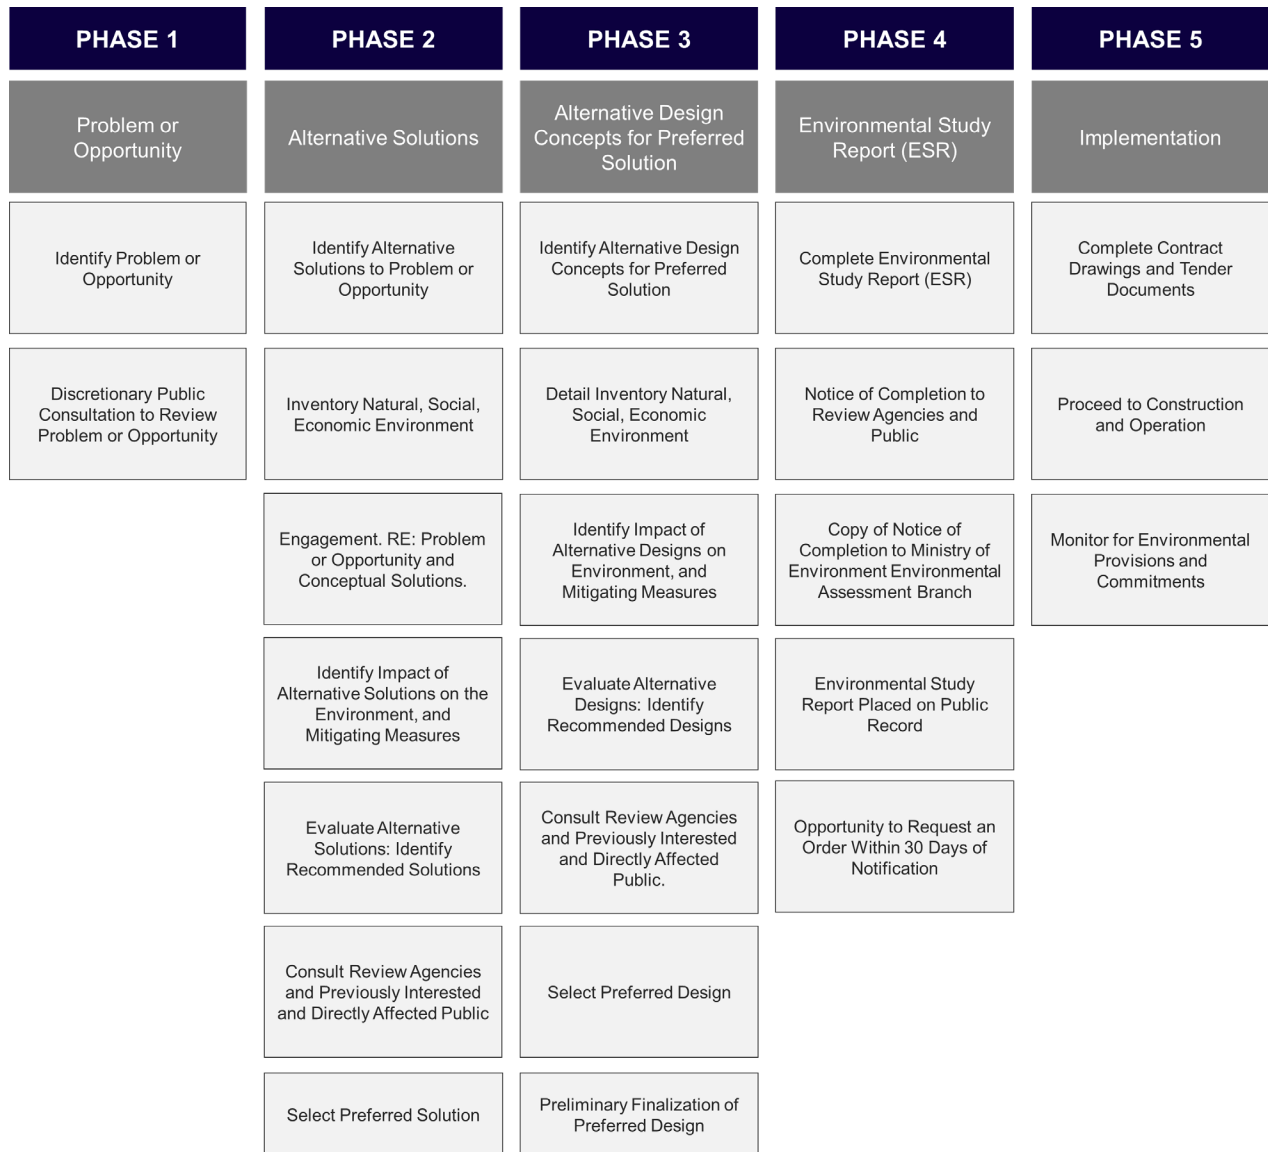 PHASE 1
Problem or
Opportunity
Identify Problem or
Opportunity
Discretionary Public
Consultation to Review
Problem or Opportunity
PHASE 2
Alternative Solutions
Identify Alternative
Solutions to Problem or
Opportunity
Inventory Natural, Social,
Economic Environment
Engagement. RE: Problem
or Opportunity and
Conceptual Solutions.
Identify Impact of
Alternative Solutions on the
Environment, and
Mitigating Measures
Evaluate Alternative
Solutions: Identify
Recommended Solutions
Consult Review Agencies
and Previously Interested
and Directly Affected Public
Select Preferred Solution
PHASE 3
Alternative Design
Concepts for Preferred
Solution
Identify Alternative Design
Concepts for Preferred
Solution
Detail Inventory Natural,
Social, Economic
Environment
Identify Impact of
Alternative Designs on
Environment, and
Mitigating Measures
Evaluate Alternative
Designs: Identify
Recommended Designs
Consult Review Agencies
and Previously Interested
and Directly Affected
Public.
Select Preferred Design
Preliminary Finalization of
Preferred Design
PHASE 4
Environmental Study
Report (ESR)
Complete Environmental
Study Report (ESR)
Notice of Completion to
Review Agencies and
Public
Copy of Notice of
Completion to Ministry of
Environment Environmental
Assessment Branch
Environmental Study
Report Placed on Public
Record
Opportunity to Request an
Order Within 30 Days of
Notification
PHASE 5
Implementation
Complete Contract
Drawings and Tender
Documents
Proceed to Construction
and Operation
Monitor for Environmental
Provisions and
Commitments